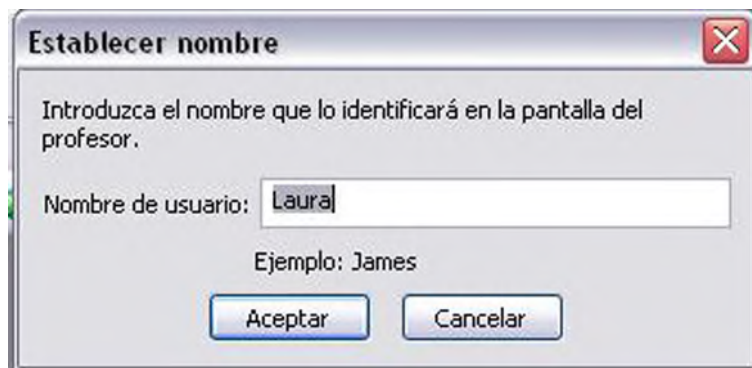 Establecer nombre
Introduzca el nombre que lo identificará en la pantalla del
profesor.
Nombre de usuario: Laura
Ejemplo: James
Aceptar Cancelar